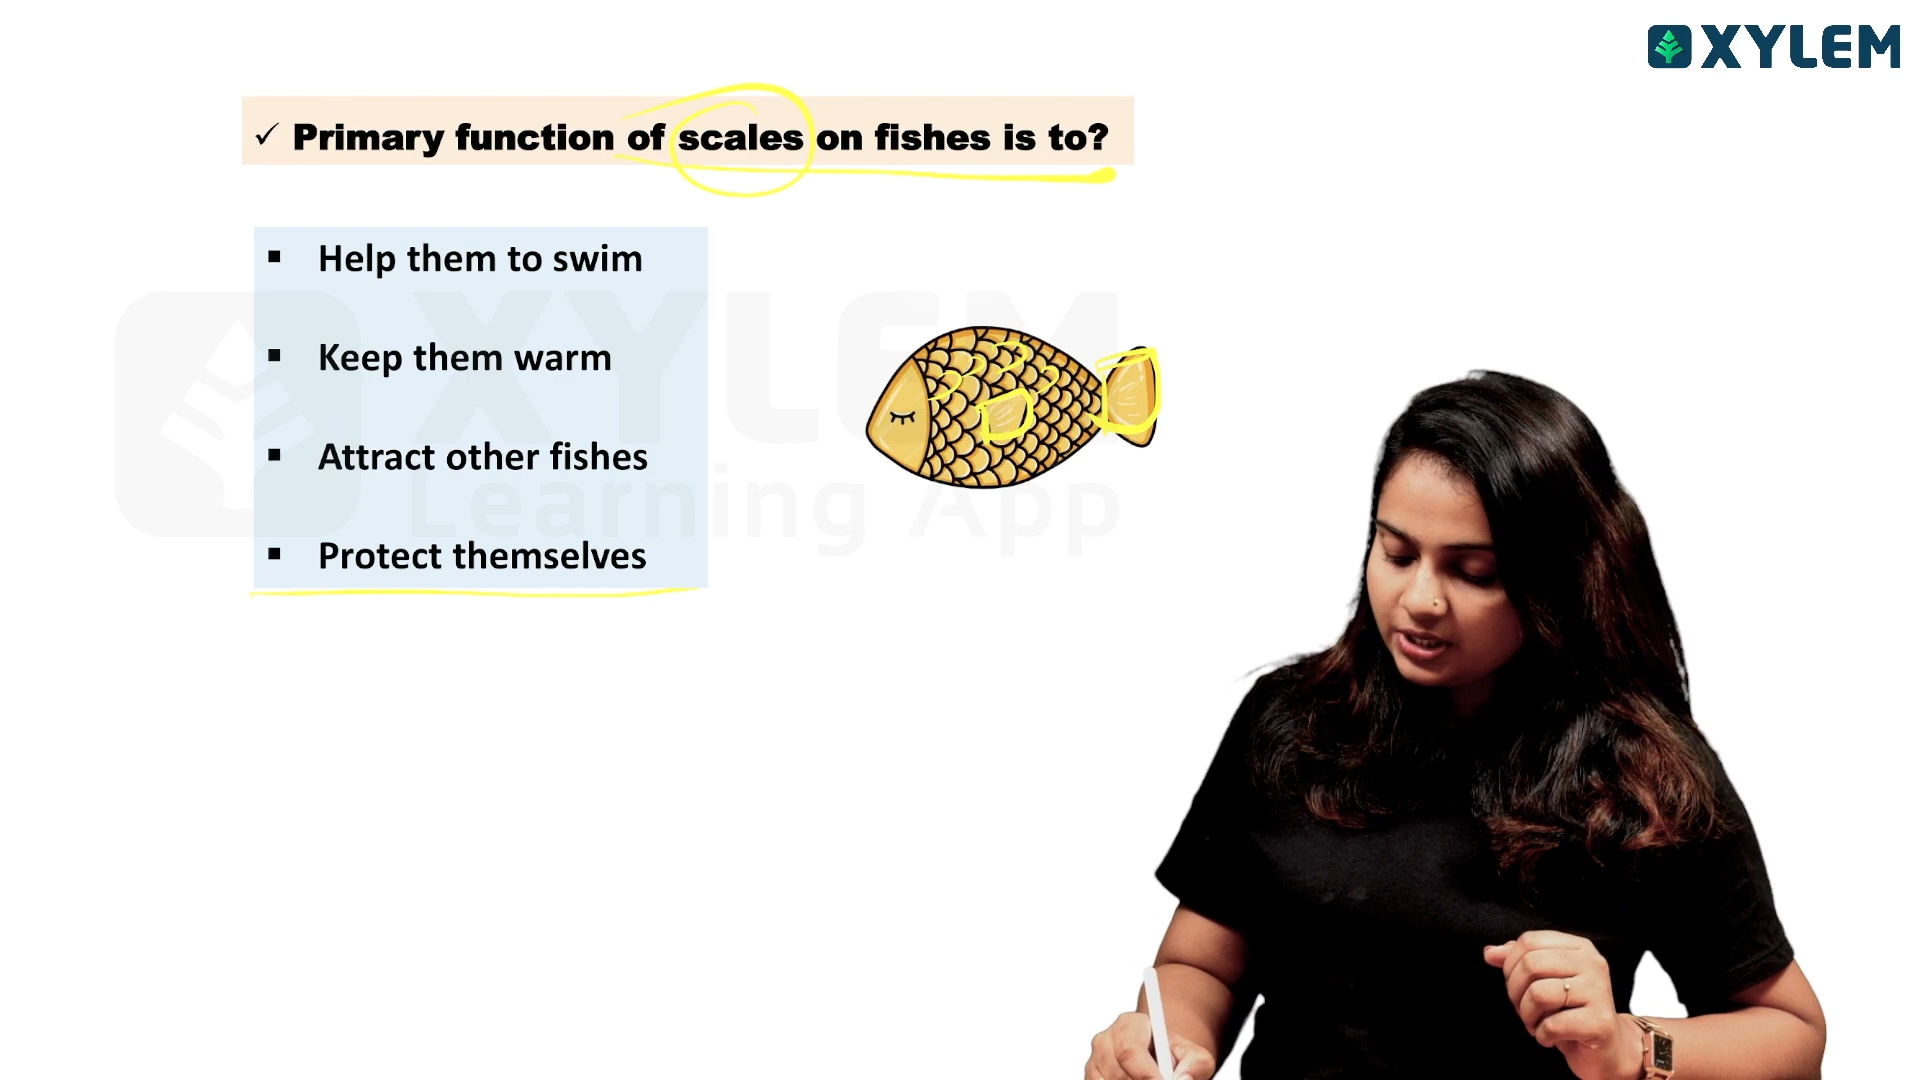 XYLEM
✓ Primary function of scales on fishes is to?
▪ Help them to swim
▪ Keep them warm
▪ Attract other fishes
▪ Protect themselves
XYLEM
Learning App